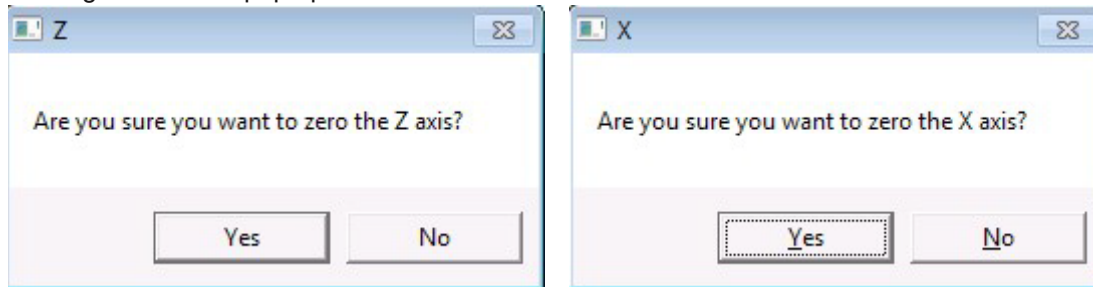 Z
Are you sure you want to zero the Z axis?
Yes No
X
Are you sure you want to zero the X axis?
Yes No